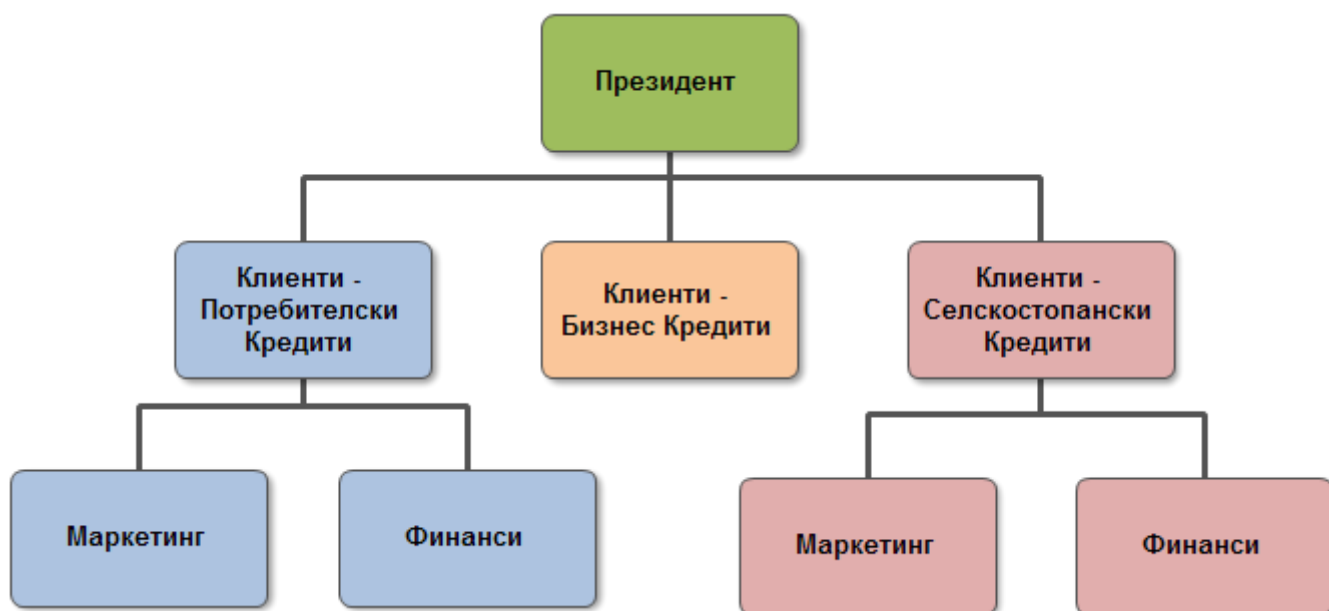 Президент
Клиенти -
Потребителски
Кредити
Клиенти -
Бизнес Кредити
Клиенти -
Селскостопански
Кредити
Маркетинг
Финанси
Маркетинг
Финанси